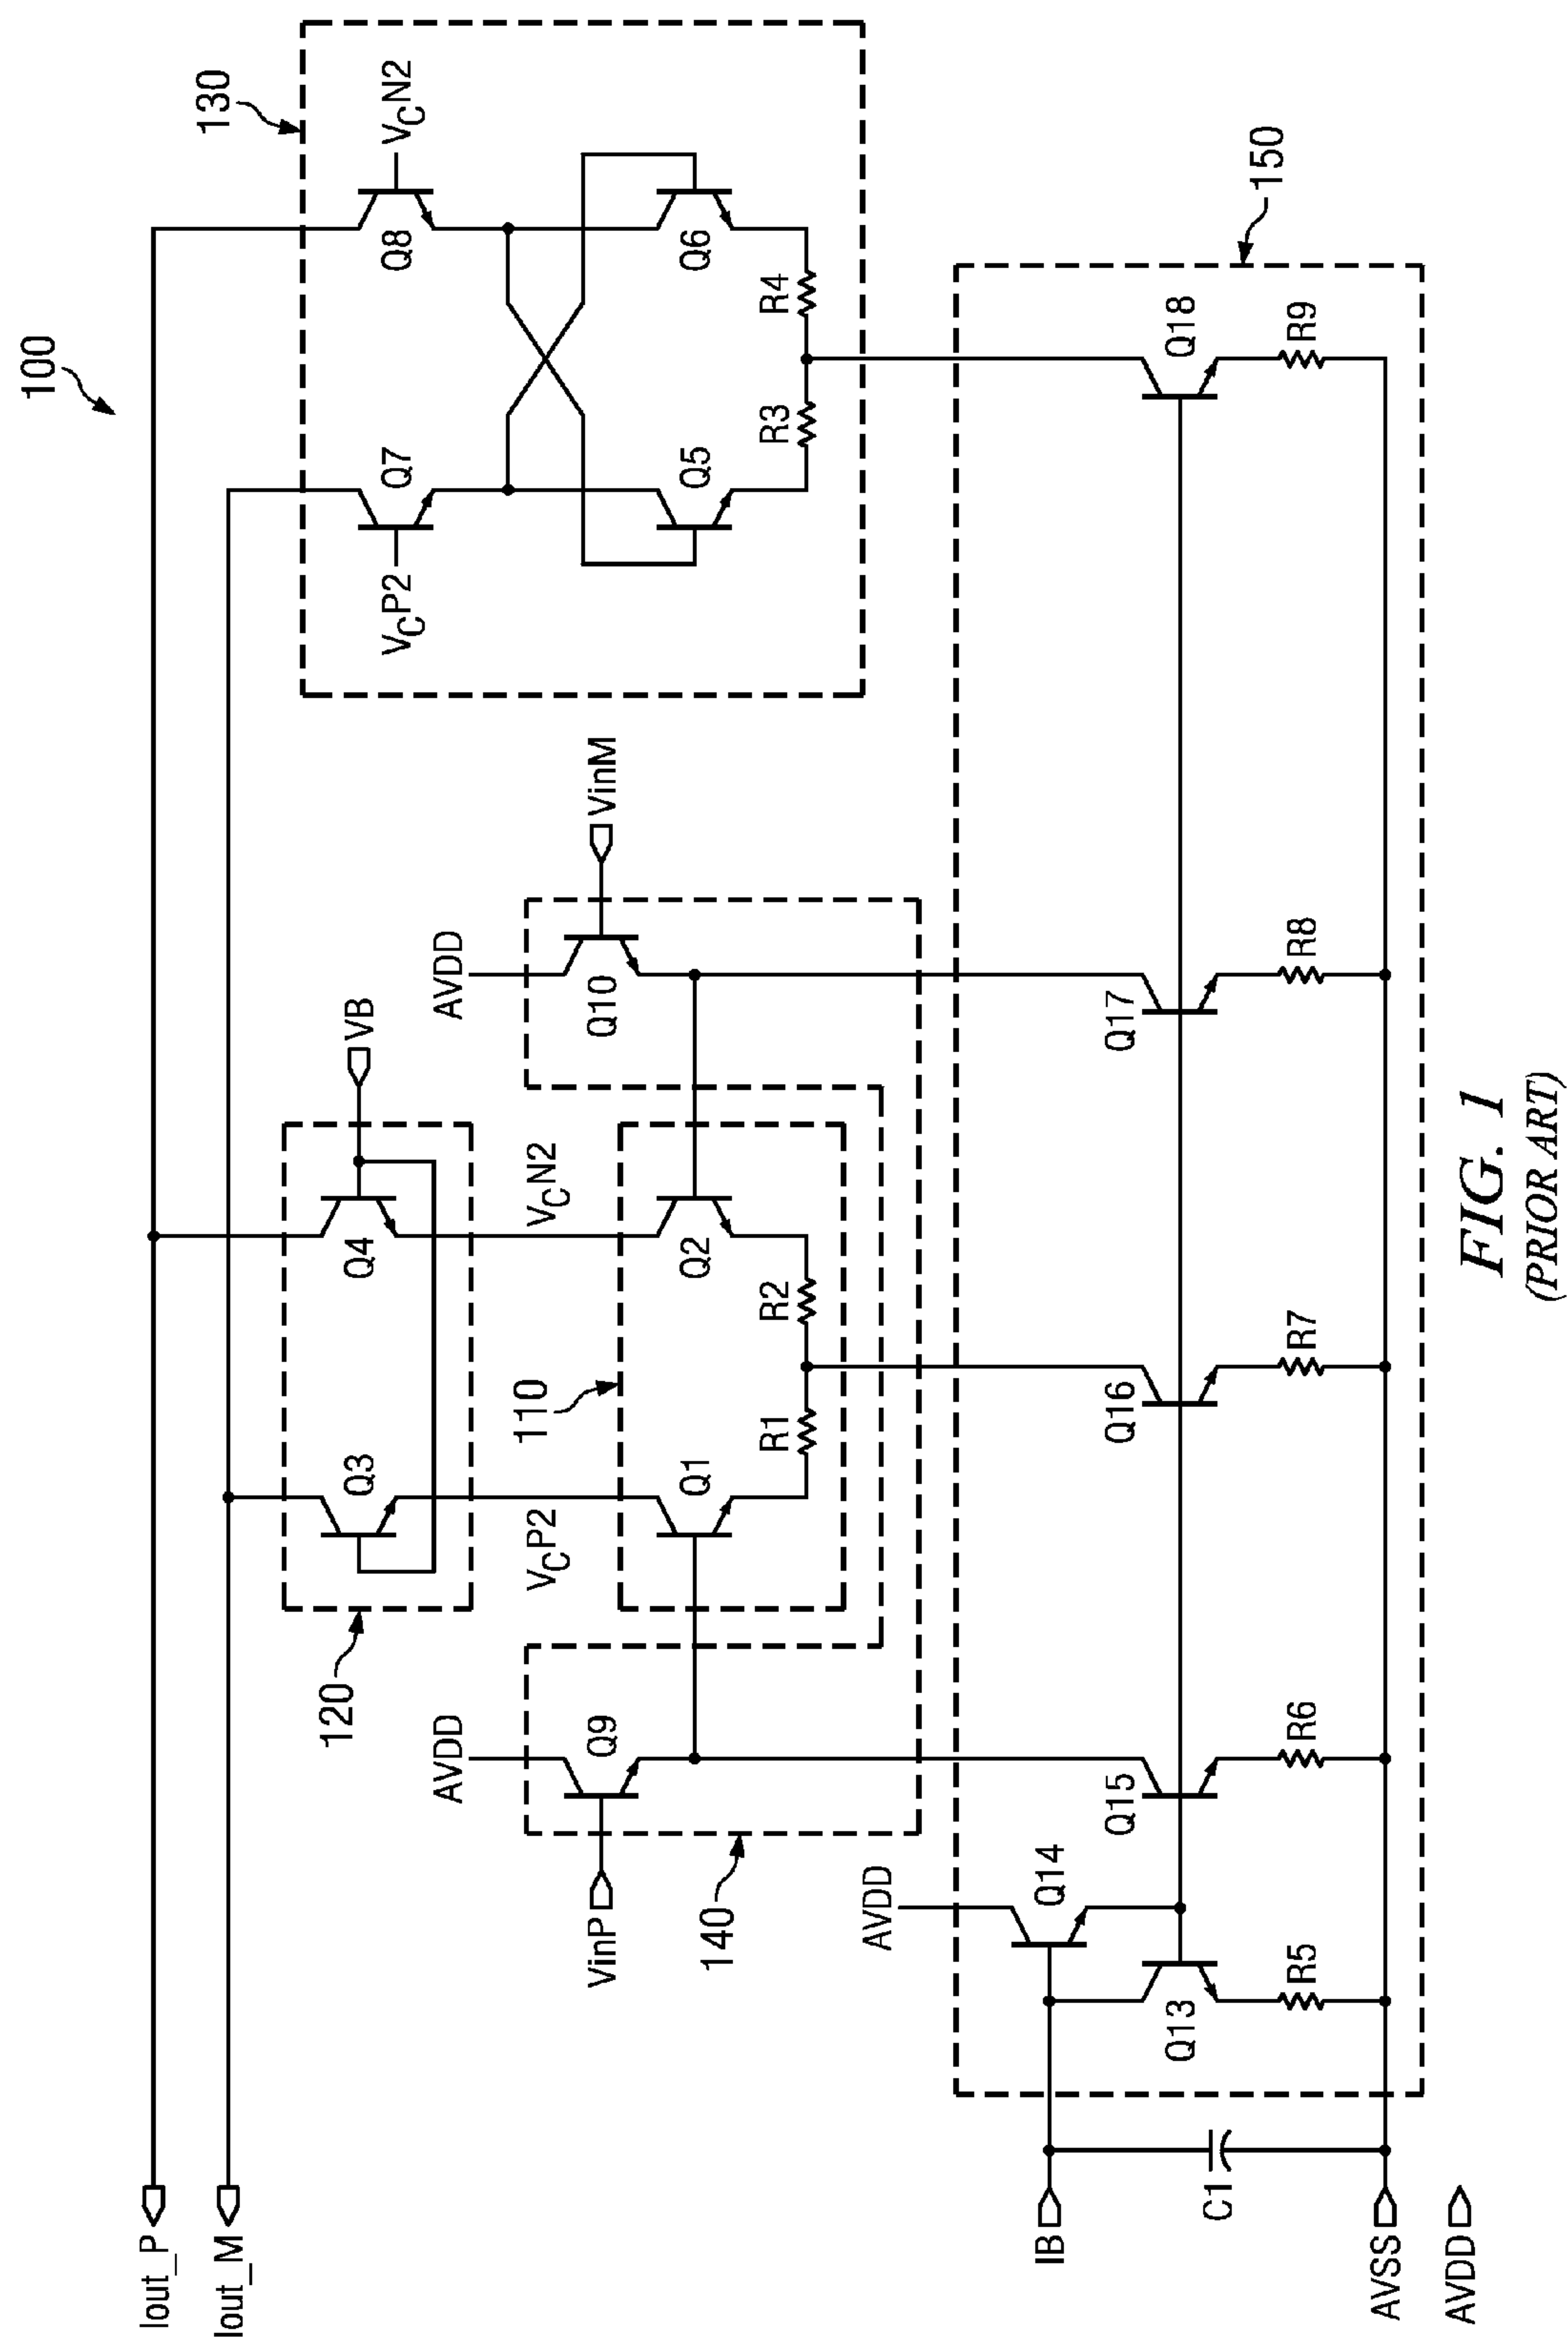 100
Iout_P
Iout_M
130
Q7
Q8
VCP2
VCN2
Q5
Q6
R3
R4
120
Q3
Q4
VB
VCP2
VCN2
110
Q1
Q2
R1
R2
AVDD
Q9
VinP
140
AVDD
Q10
VinM
150
AVDD
Q14
Q13
Q15
Q16
Q17
Q18
R5
R6
R7
R8
R9
IB
C1
AVSS
AVDD
FIG. 1
(PRIOR ART)